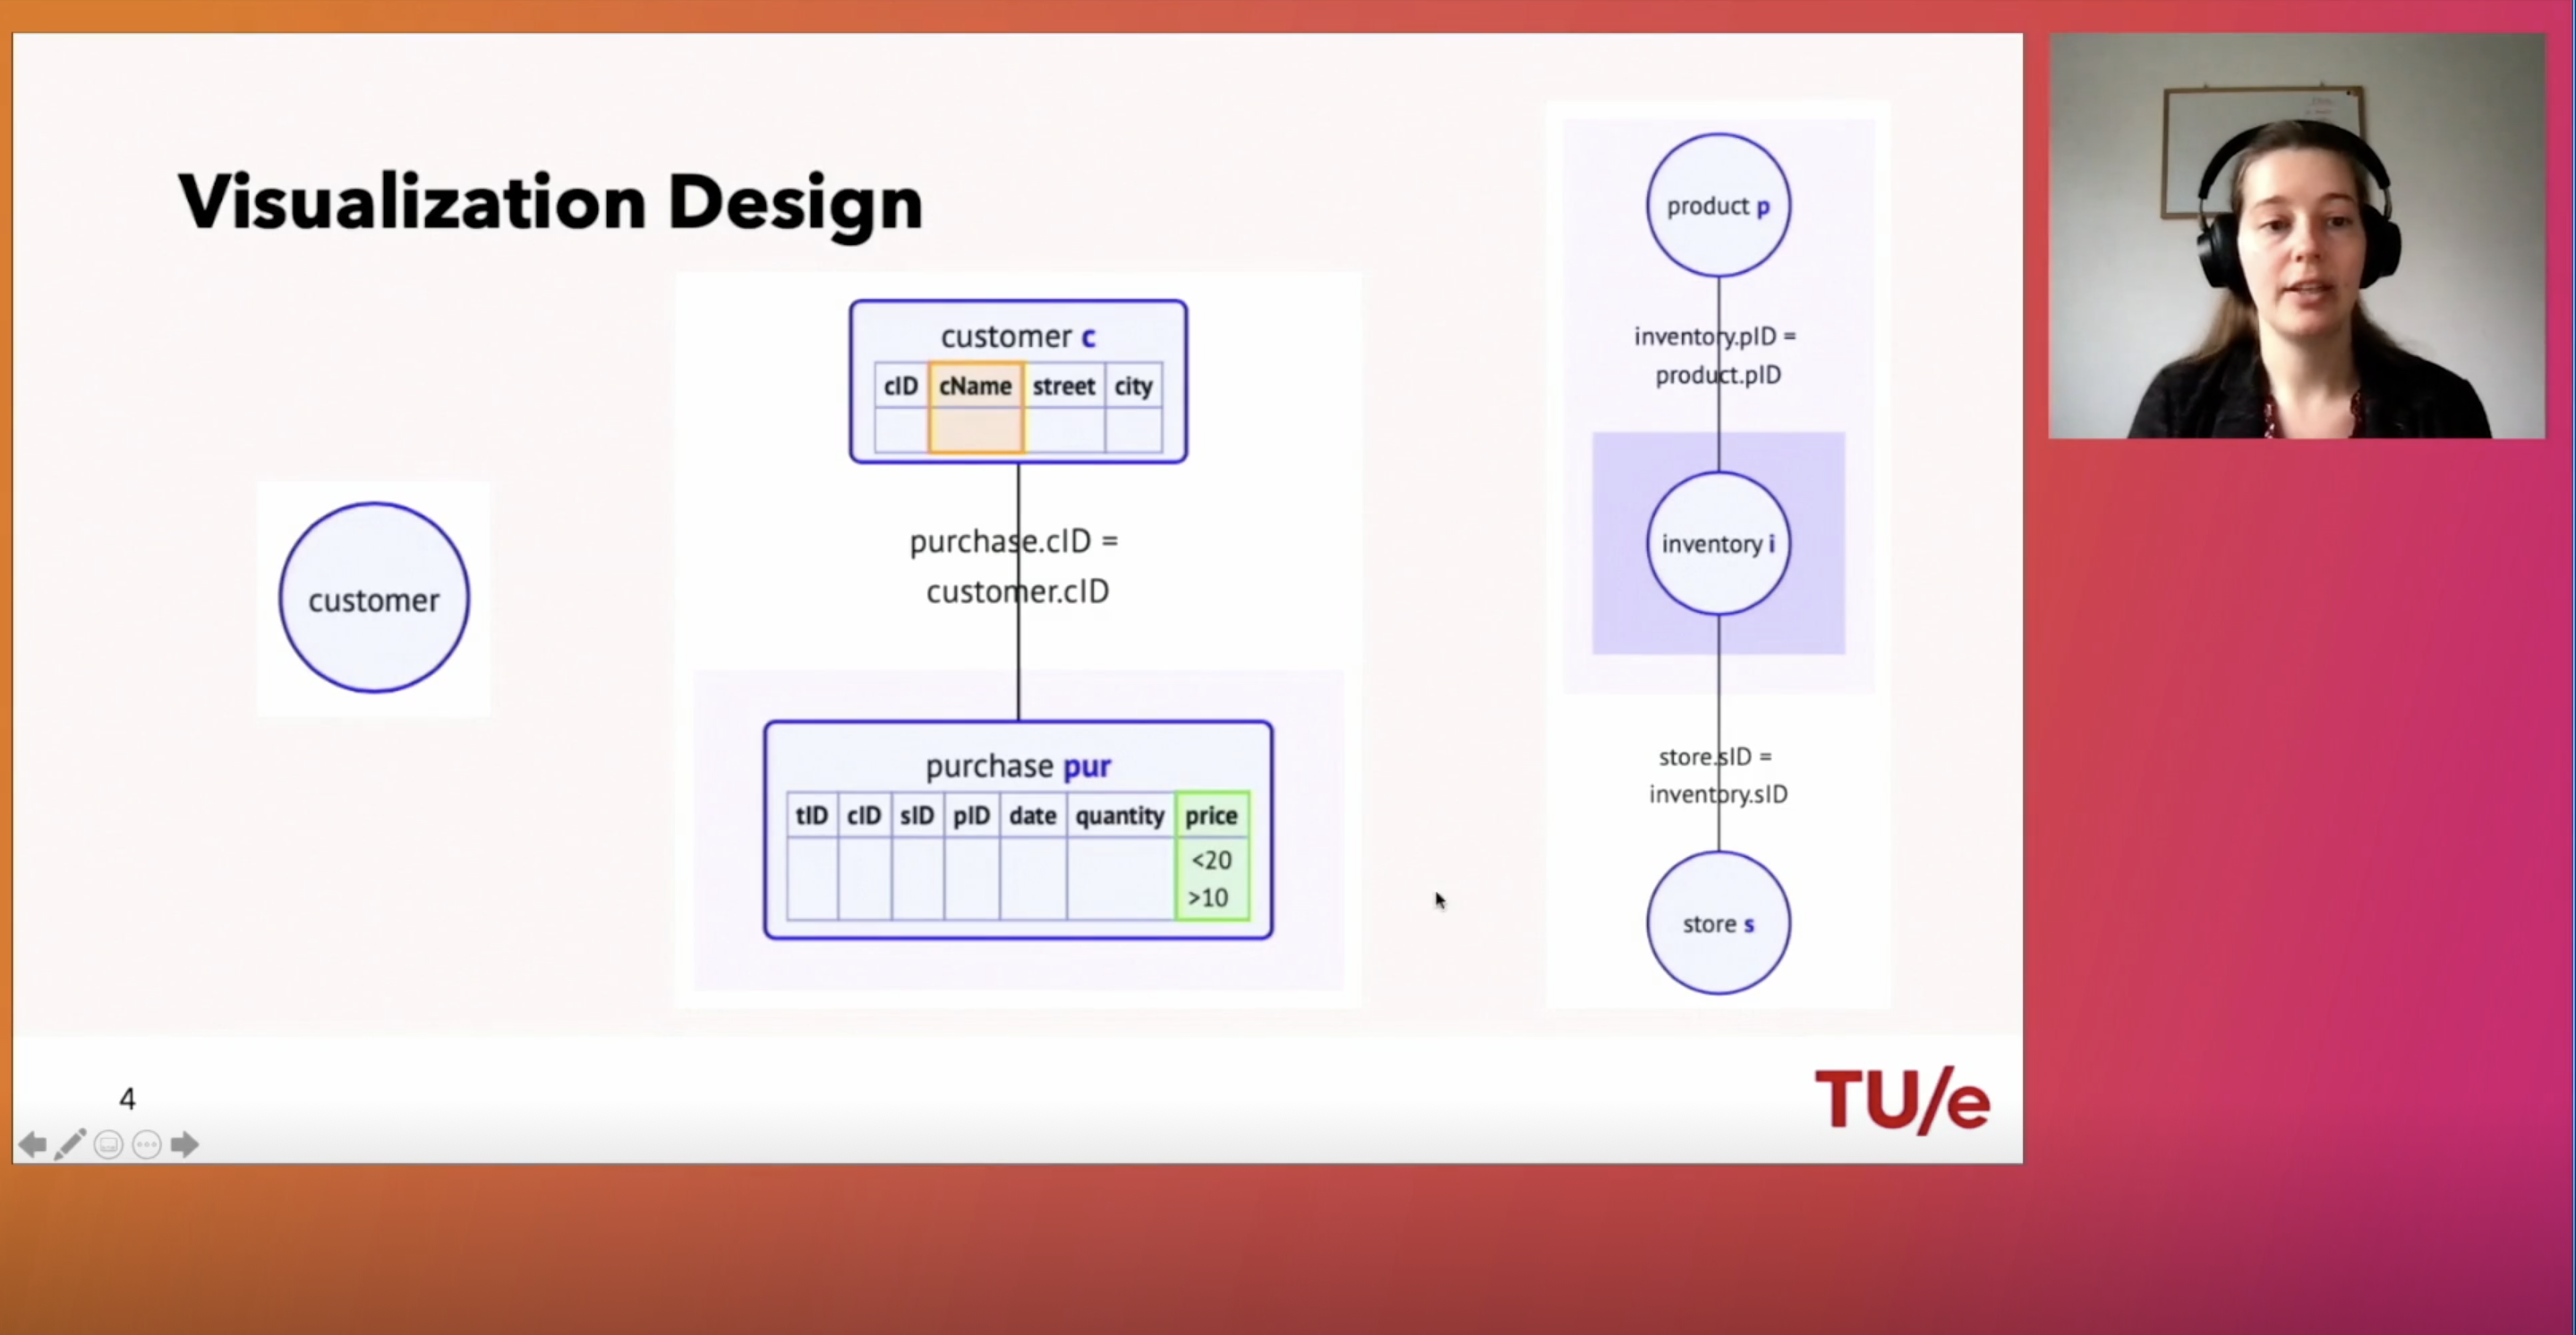 Visualization Design
customer
customer c
cID cName street city
purchase.cID =
customer.cID
purchase pur
tID cID sID pID date quantity price
<20
>10
product p
inventory.pID =
product.pID
inventory i
store.sID =
inventory.sID
store s
4
TU/e